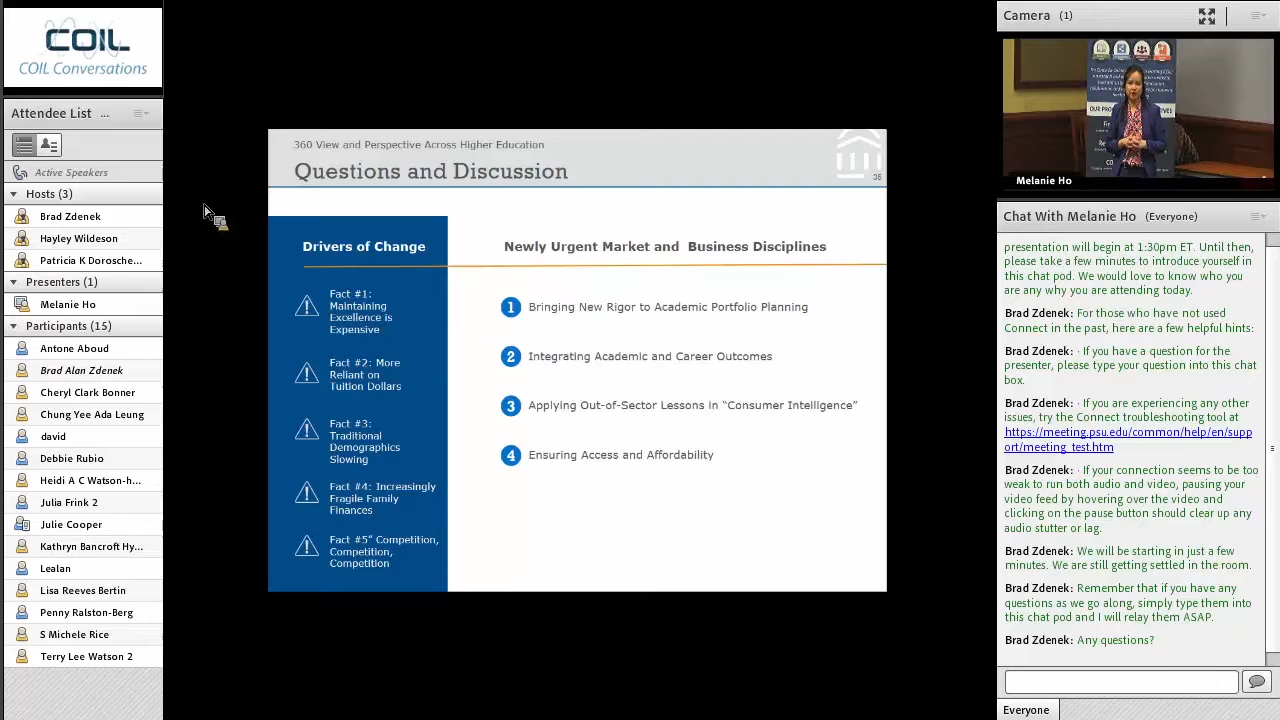 COIL
COIL Conversations
Attendee List ...
Active Speakers
Hosts (3)
Brad Zdenek
Hayley Wildeson
Patricia K Dorosche...
Presenters (1)
Melanie Ho
Participants (15)
Antone Aboud
Brad Alan Zdenek
Cheryl Clark Bonner
Chung Yee Ada Leung
david
Debbie Rubio
Heidi A C Watson-h...
Julia Frink 2
Julie Cooper
Kathryn Bancroft Hy...
Lealan
Lisa Reeves Bertin
Penny Ralston-Berg
S Michele Rice
Terry Lee Watson 2
360 View and Perspective Across Higher Education
Questions and Discussion
35
Drivers of Change
Fact #1:
Maintaining
Excellence is
Expensive
Fact #2: More
Reliant on
Tuition Dollars
Fact #3:
Traditional
Demographics
Slowing
Fact #4: Increasingly
Fragile Family
Finances
Fact #5" Competition,
Competition,
Competition
Newly Urgent Market and Business Disciplines
1 Bringing New Rigor to Academic Portfolio Planning
2 Integrating Academic and Career Outcomes
3 Applying Out-of-Sector Lessons in “Consumer Intelligence”
4 Ensuring Access and Affordability
Camera (1)
Melanie Ho
Chat With Melanie Ho (Everyone)
presentation will begin at 1:30pm ET. Until then,
please take a few minutes to introduce yourself in
this chat pod. We would love to know who you
are any why you are attending today.
Brad Zdenek: For those who have not used
Connect in the past, here are a few helpful hints:
Brad Zdenek: · If you have a question for the
presenter, please type your question into this chat
box.
Brad Zdenek: · If you are experiencing any other
issues, try the Connect troubleshooting tool at
https://meeting.psu.edu/common/help/en/supp
ort/meeting_test.htm
Brad Zdenek: · If your connection seems to be too
weak to run both audio and video, pausing your
video feed by hovering over the video and
clicking on the pause button should clear up any
audio stutter or lag.
Brad Zdenek: We will be starting in just a few
minutes. We are still getting settled in the room.
Brad Zdenek: Remember that if you have any
questions as we go along, simply type them into
this chat pod and I will relay them ASAP.
Brad Zdenek: Any questions?
Everyone